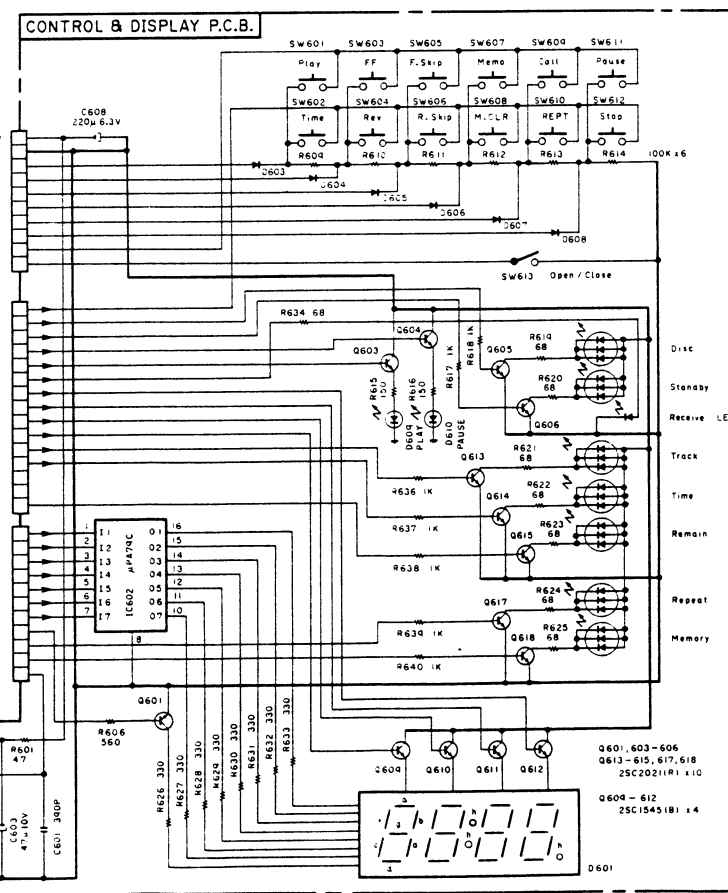 CONTROL & DISPLAY P.C.B.
SW601 SW603 SW605 SW607 SW609 SW611
Play FF F.Skip Memo Call Pause
SW602 SW604 SW606 SW608 SW610 SW612
Time Rev R.Skip M.CLR REPT Stop
R609 R610 R611 R612 R613 R614 100K x6
C608
220μ 6.3V
D603
D604
D605
D606
D607
D608
SW613 Open / Close
R634 68
Q604
Q603
R615 150
R616 150
R617 1K
R618 1K
D609 PLAY
D610 PAUSE
Q605
R619
68
Disc
R620
68
Standby
Q606
Receive LE
Q613
R621
68
Track
R636 1K
Q614
R622
68
Time
R637 1K
Q615
R623
68
Remain
R638 1K
Q617
R624
68
Repeat
R639 1K
Q618
R625
68
Memory
R640 1K
1 I1 O1 16
2 I2 O2 15
3 I3 O3 14
4 I4 O4 13
5 I5 O5 12
6 I6 O6 11
7 I7 O7 10
μPA79C
IC602
8
Q601
R606
560
R601
47
C603
47μ 10V
C601 390P
R626 330
R627 330
R628 330
R629 330
R630 330
R631 330
R632 330
R633 330
Q609 Q610 Q611 Q612
Q601, 603-606
Q613-615, 617, 618
2SC2021(R) x10
Q609 - 612
2SC1545(B) x 4
a
b
g
d
h
h
h
D601